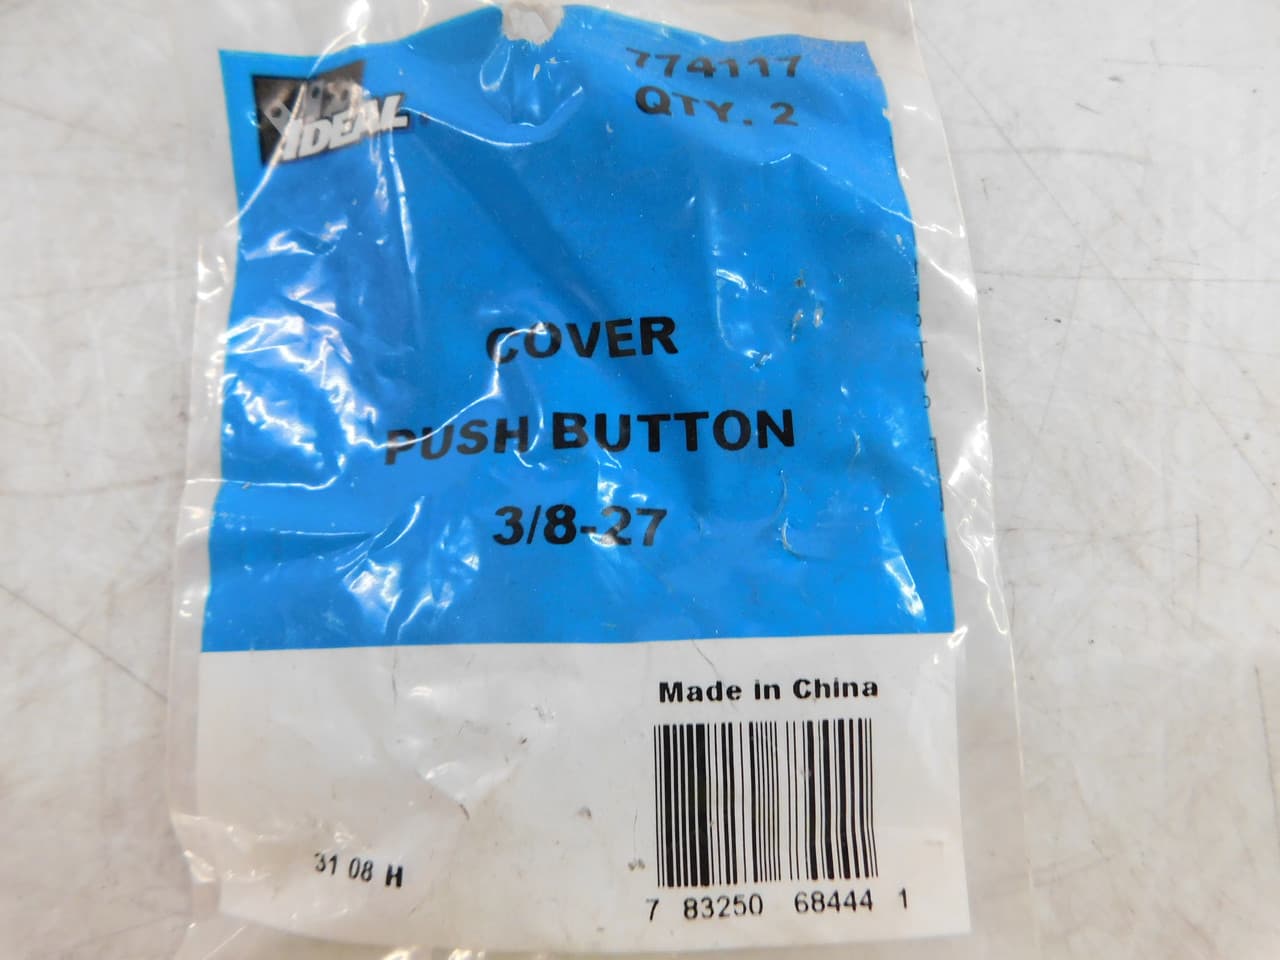 IDEAL
774117
QTY. 2
COVER
PUSH BUTTON
3/8-27
Made in China
7 83250 68444 1
31 08 H